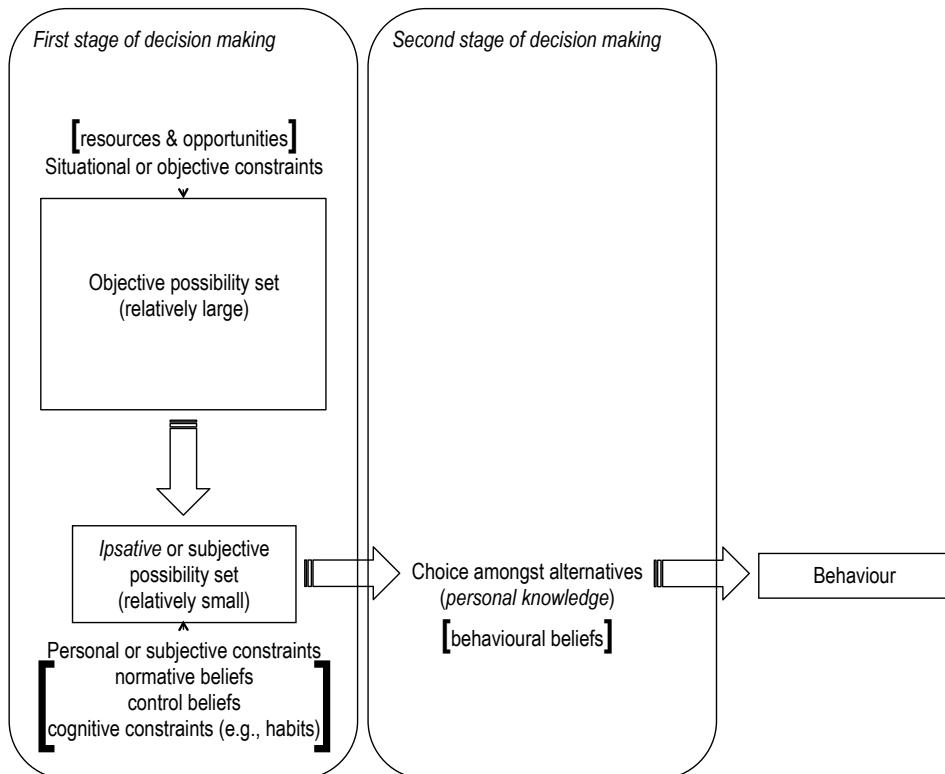 First stage of decision making
[resources & opportunities]
Situational or objective constraints
Objective possibility set
(relatively large)
Ipsative or subjective
possibility set
(relatively small)
Personal or subjective constraints
normative beliefs
control beliefs
cognitive constraints (e.g., habits)
Second stage of decision making
Choice amongst alternatives
(personal knowledge)
[behavioural beliefs]
Behaviour